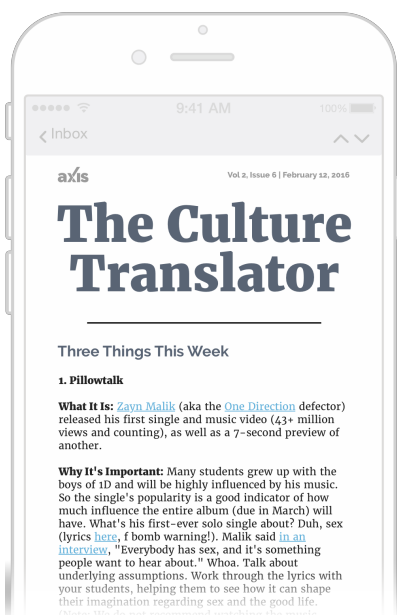 9:41 AM
100%
Inbox
axis
Vol 2, Issue 6 | February 12, 2016
The Culture
Translator
Three Things This Week
1. Pillowtalk
What It Is: Zayn Malik (aka the One Direction defector)
released his first single and music video (43+ million
views and counting), as well as a 7-second preview of
another.
Why It's Important: Many students grew up with the
boys of 1D and will be highly influenced by his music.
So the single's popularity is a good indicator of how
much influence the entire album (due in March) will
have. What's his first-ever solo single about? Duh, sex
(lyrics here, f bomb warning!). Malik said in an
interview, "Everybody has sex, and it's something
people want to hear about." Whoa. Talk about
underlying assumptions. Work through the lyrics with
your students, helping them to see how it can shape
their imagination regarding sex and the good life.